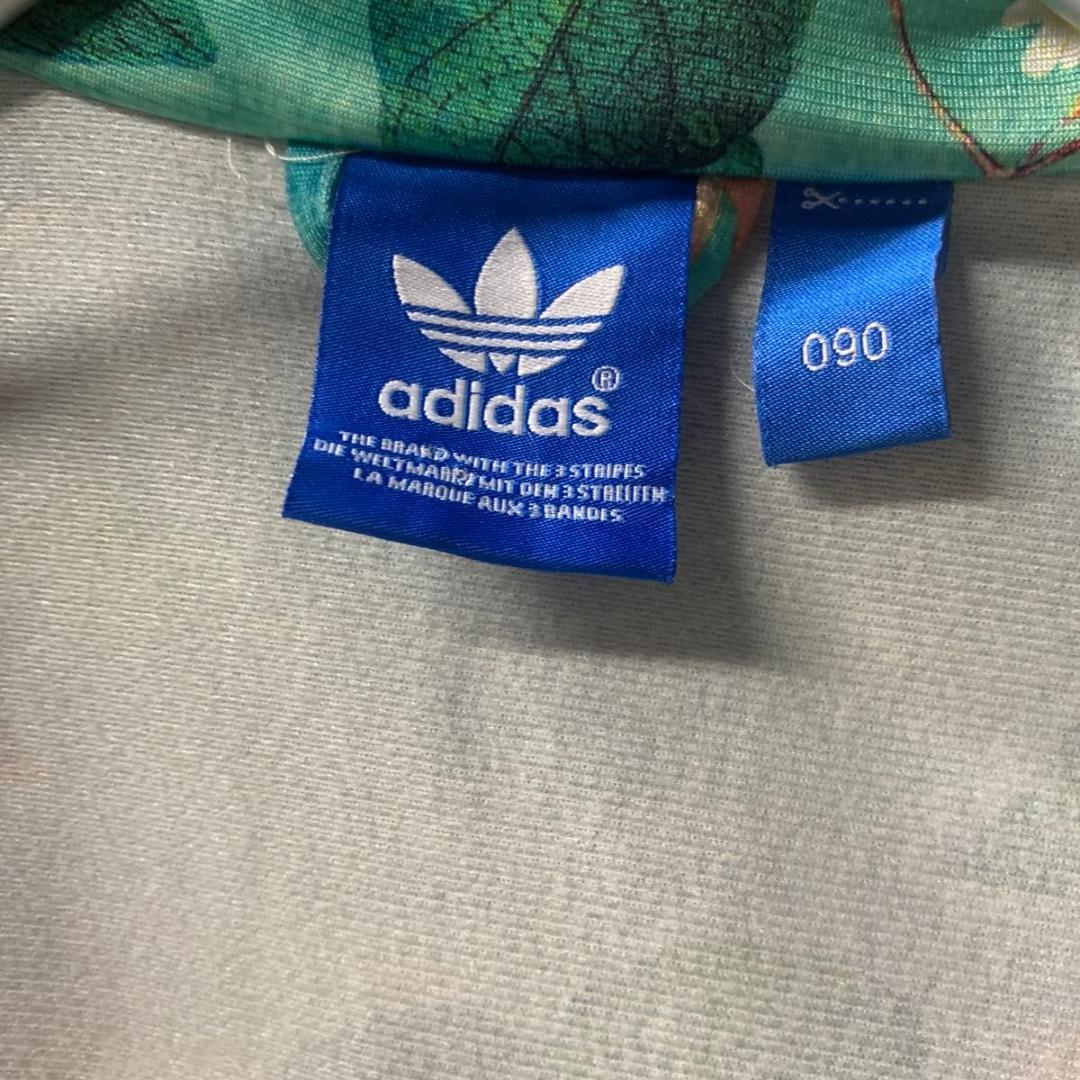 adidas®
THE BRAND WITH THE 3 STRIPES
DIE WELTMARKE MIT DEN 3 STREIFEN
LA MARQUE AUX 3 BANDES
090